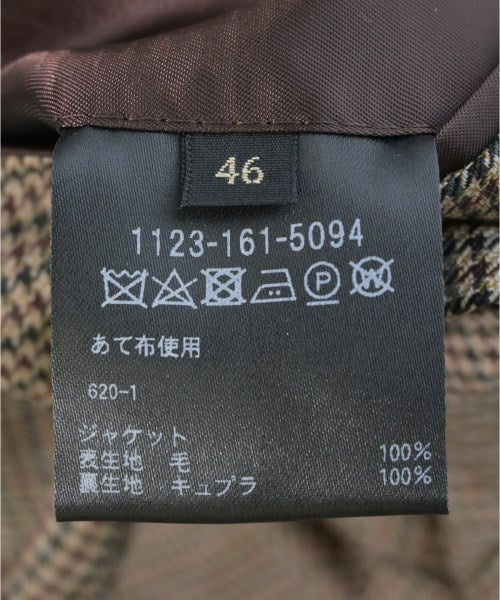 46
1123-161-5094
P W
あて布使用
620-1
ジャケット
表生地 毛 100%
裏生地 キュプラ 100%